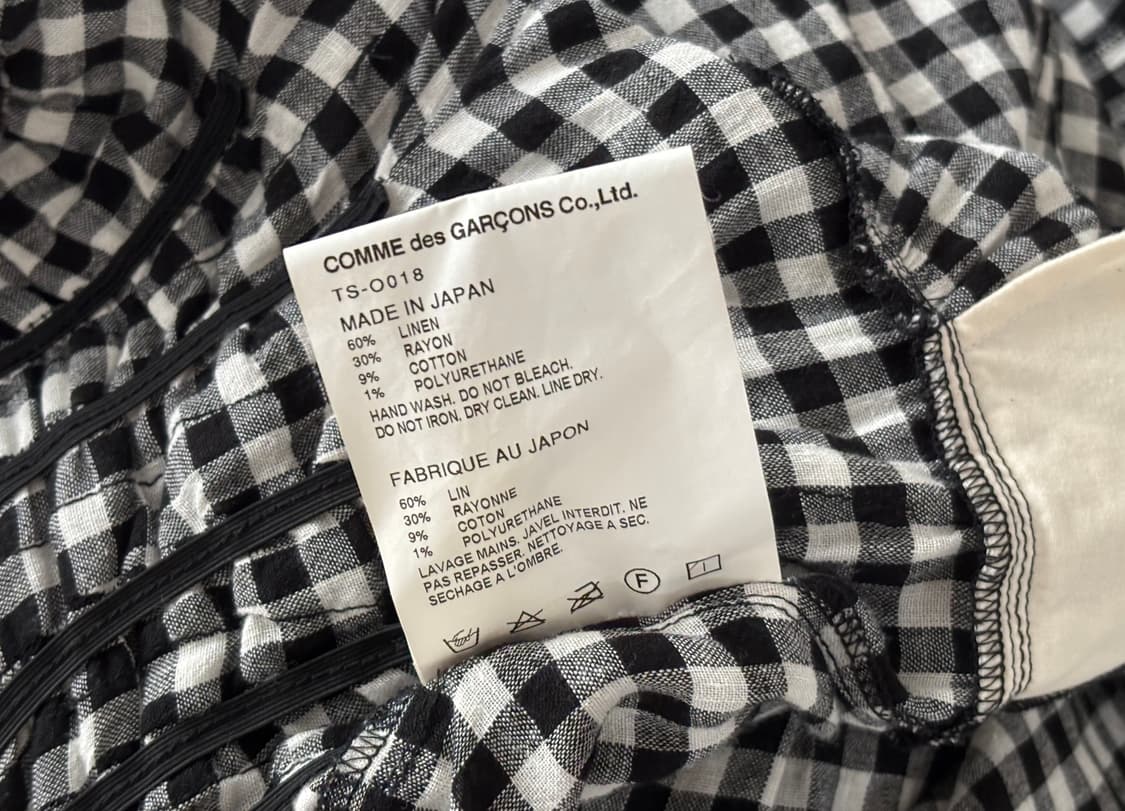 COMME des GARÇONS Co.,Ltd.
TS-O018
MADE IN JAPAN
60% LINEN
30% RAYON
9% COTTON
1% POLYURETHANE
HAND WASH. DO NOT BLEACH.
DO NOT IRON. DRY CLEAN. LINE DRY.
FABRIQUE AU JAPON
60% LIN
30% RAYONNE
9% COTON
1% POLYURETHANE
LAVAGE MAINS. JAVEL INTERDIT. NE
PAS REPASSER. NETTOYAGE A SEC.
SECHAGE A L'OMBRE.
F